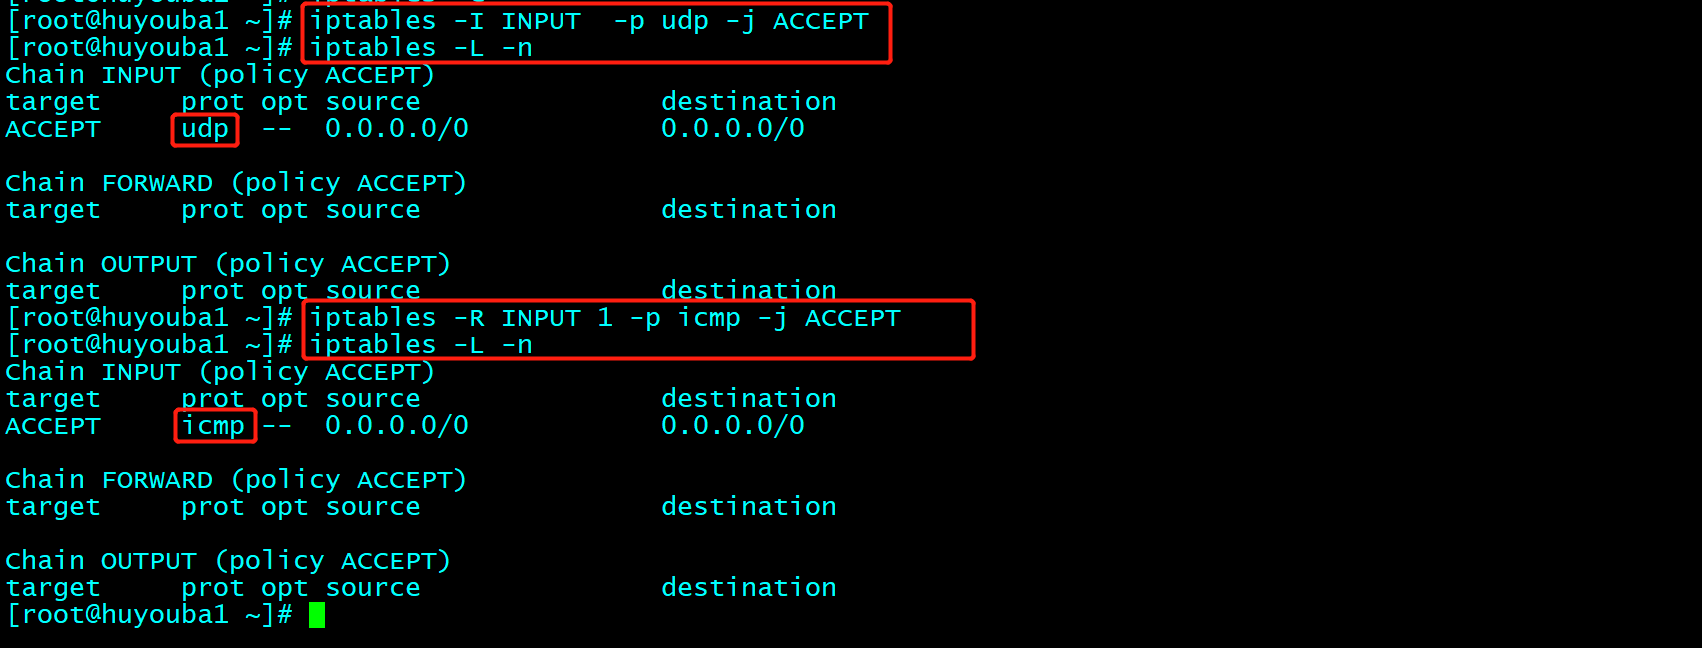 [root@huyouba1 ~]# iptables -I INPUT  -p udp -j ACCEPT
[root@huyouba1 ~]# iptables -L -n
Chain INPUT (policy ACCEPT)
target     prot opt source               destination
ACCEPT     udp  --  0.0.0.0/0            0.0.0.0/0

Chain FORWARD (policy ACCEPT)
target     prot opt source               destination

Chain OUTPUT (policy ACCEPT)
target     prot opt source               destination
[root@huyouba1 ~]# iptables -R INPUT 1 -p icmp -j ACCEPT
[root@huyouba1 ~]# iptables -L -n
Chain INPUT (policy ACCEPT)
target     prot opt source               destination
ACCEPT     icmp --  0.0.0.0/0            0.0.0.0/0

Chain FORWARD (policy ACCEPT)
target     prot opt source               destination

Chain OUTPUT (policy ACCEPT)
target     prot opt source               destination
[root@huyouba1 ~]#